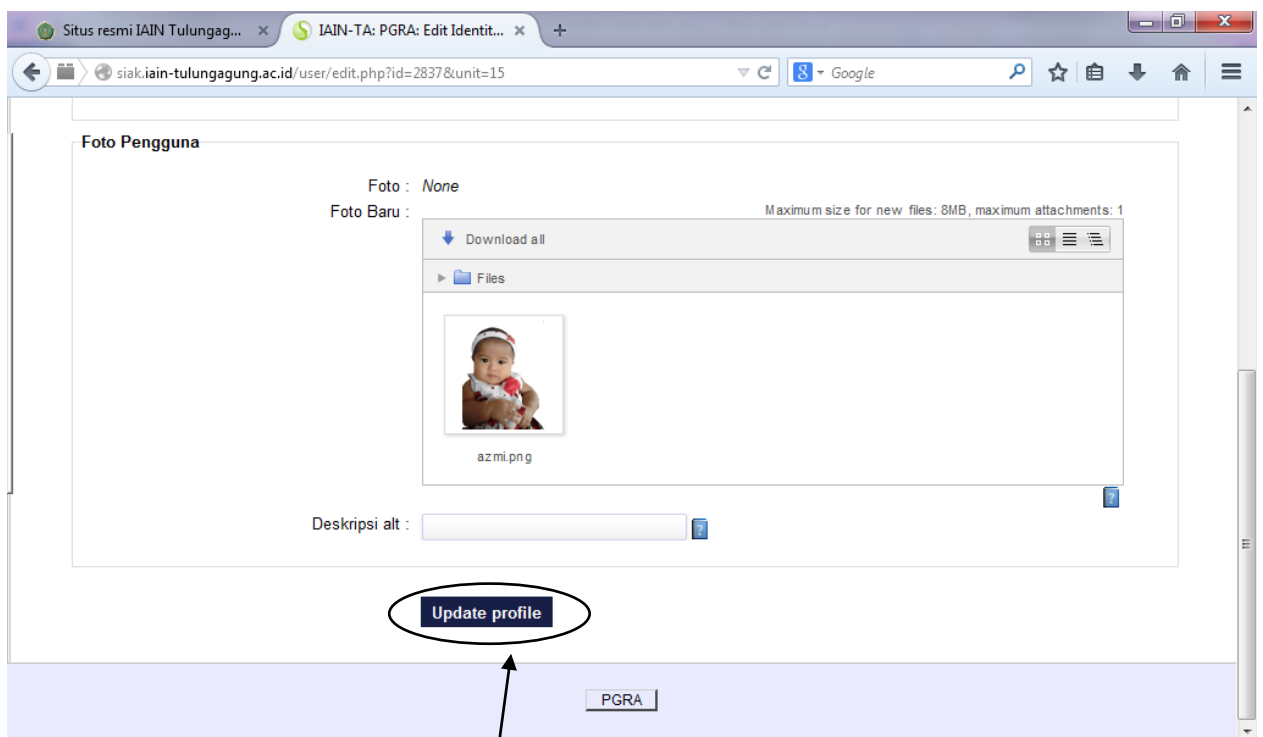 Situs resmi IAIN Tulungag... × IAIN-TA: PGRA: Edit Identit... × +
siak.iain-tulungagung.ac.id/user/edit.php?id=2837&unit=15 8 Google
Foto Pengguna
Foto : None
Foto Baru : Maximum size for new files: 8MB, maximum attachments: 1
Download all
Files
azmi.png
Deskripsi alt : ?
Update profile
PGRA